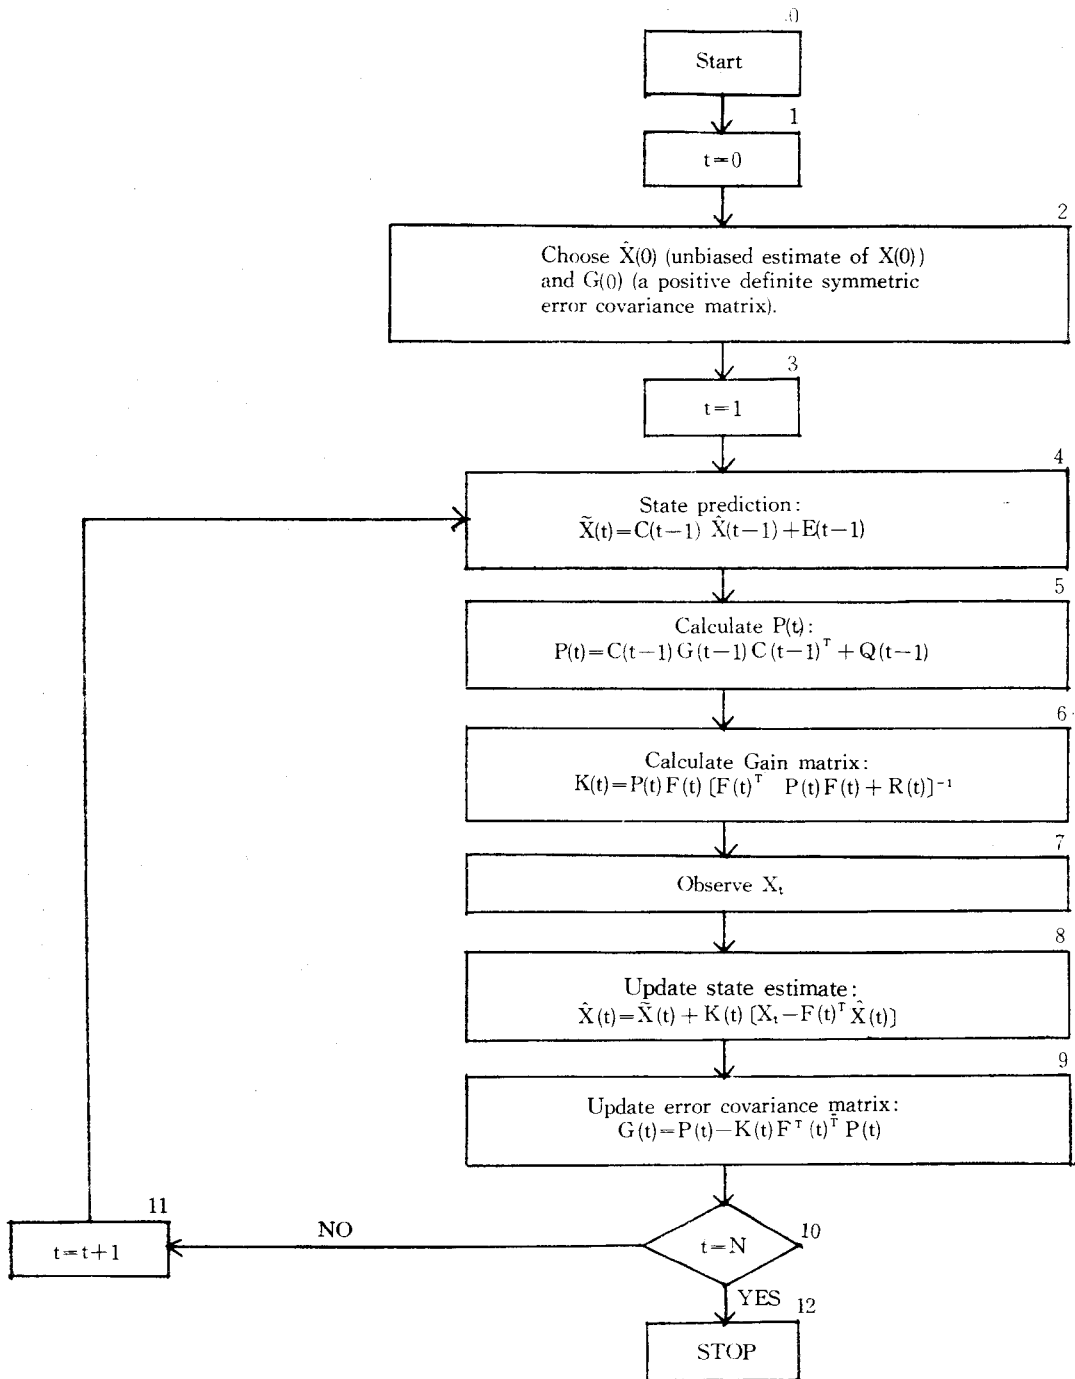 0
Start
1
t=0
2
Choose X̂(0) (unbiased estimate of X(0))
and G(0) (a positive definite symmetric
error covariance matrix).
3
t=1
4
State prediction:
X̃(t)=C(t−1) X̂(t−1)+E(t−1)
5
Calculate P(t):
P(t)=C(t−1)G(t−1)C(t−1)ᵀ+Q(t−1)
6
Calculate Gain matrix:
K(t)=P(t)F(t)[F(t)ᵀ P(t)F(t)+R(t)]⁻¹
7
Observe Xₜ
8
Update state estimate:
X̂(t)=X̃(t)+K(t)[Xₜ−F(t)ᵀX̂(t)]
9
Update error covariance matrix:
G(t)=P(t)−K(t)Fᵀ(t)ᵀP(t)
11
t=t+1
NO
10
t=N
YES
12
STOP